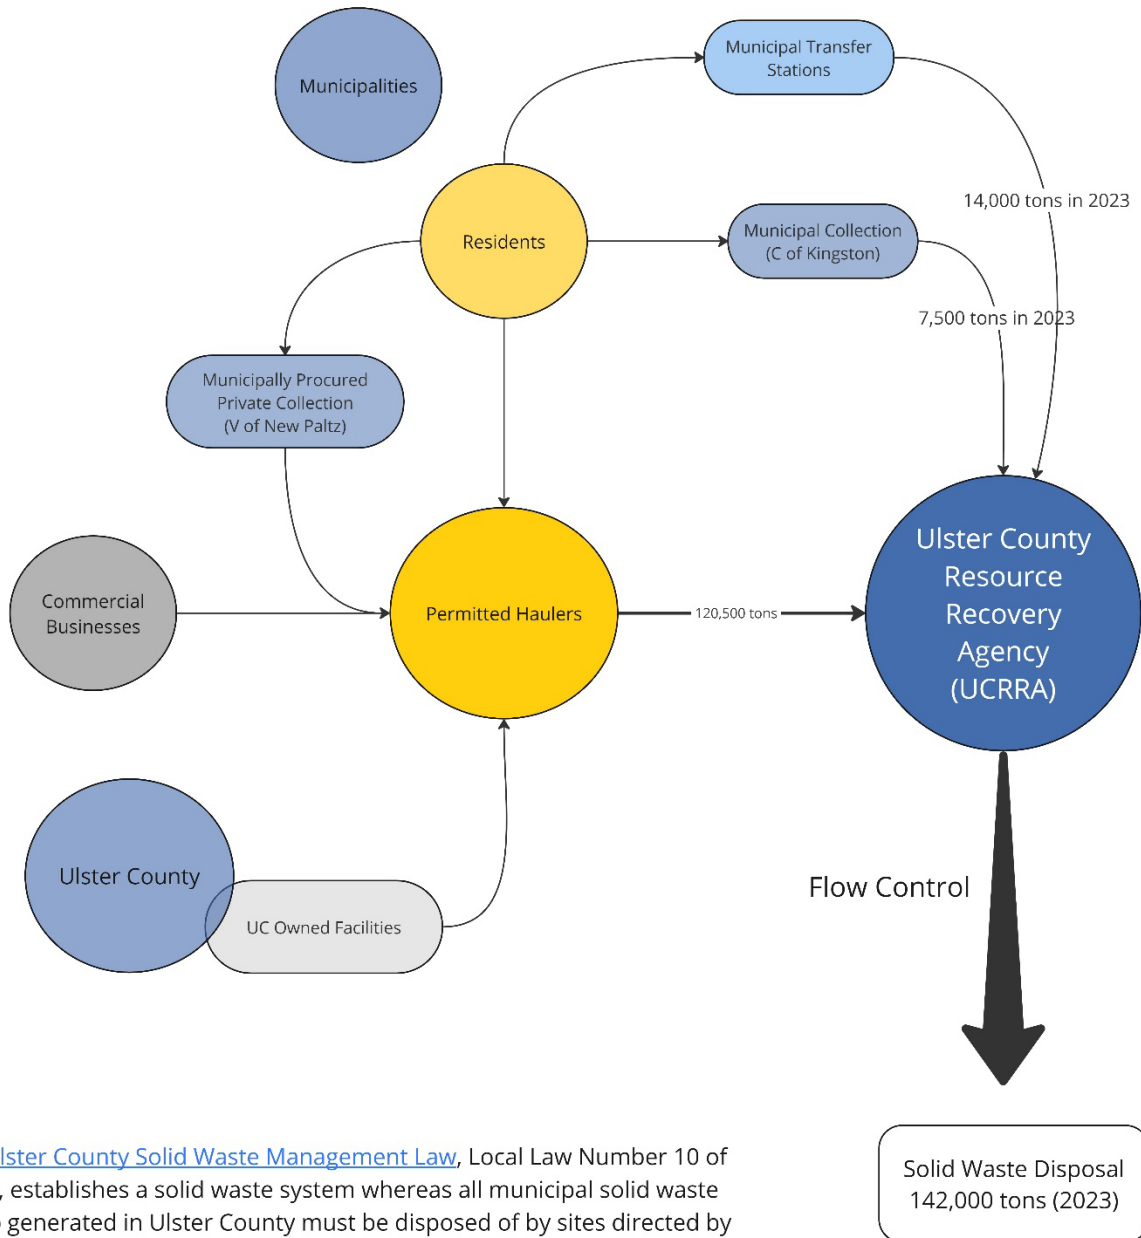 Municipal Transfer
Stations
Municipalities
14,000 tons in 2023
Residents
Municipal Collection
(C of Kingston)
7,500 tons in 2023
Municipally Procured
Private Collection
(V of New Paltz)
Commercial
Businesses
Permitted Haulers
120,500 tons
Ulster County
Resource
Recovery
Agency
(UCRRA)
Ulster County
UC Owned Facilities
Flow Control
Solid Waste Disposal
142,000 tons (2023)
lster County Solid Waste Management Law, Local Law Number 10 of
, establishes a solid waste system whereas all municipal solid waste
generated in Ulster County must be disposed of by sites directed by